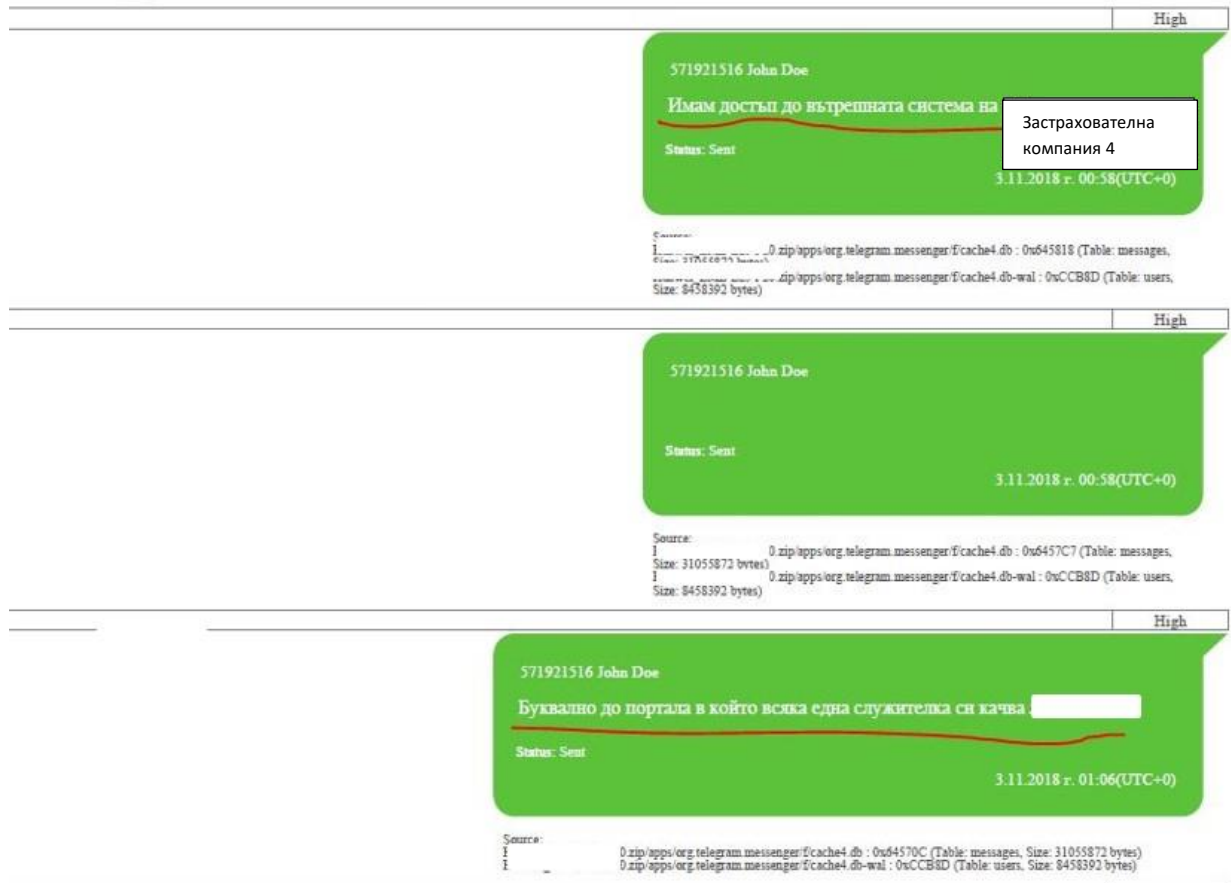 High
571921516 John Doe
Имам достъп до вътрешната система на
Застрахователна
компания 4
Status: Sent
3.11.2018 г. 00:58(UTC+0)
Source:
0.zip/apps/org.telegram.messenger/f/cache4.db : 0x645818 (Table: messages,
Size: 31055872 bytes)
.zip/apps/org.telegram.messenger/f/cache4.db-wal : 0xCCB8D (Table: users,
Size: 8458392 bytes)
High
571921516 John Doe
Status: Sent
3.11.2018 г. 00:58(UTC+0)
Source:
0.zip/apps/org.telegram.messenger/f/cache4.db : 0x6457C7 (Table: messages,
Size: 31055872 bytes)
0.zip/apps/org.telegram.messenger/f/cache4.db-wal : 0xCCB8D (Table: users,
Size: 8458392 bytes)
High
571921516 John Doe
Буквално до портала в който всяка една служителка си качва
Status: Sent
3.11.2018 г. 01:06(UTC+0)
Source:
0.zip/apps/org.telegram.messenger/f/cache4.db : 0x64570C (Table: messages, Size: 31055872 bytes)
0.zip/apps/org.telegram.messenger/f/cache4.db-wal : 0xCCB8D (Table: users, Size: 8458392 bytes)